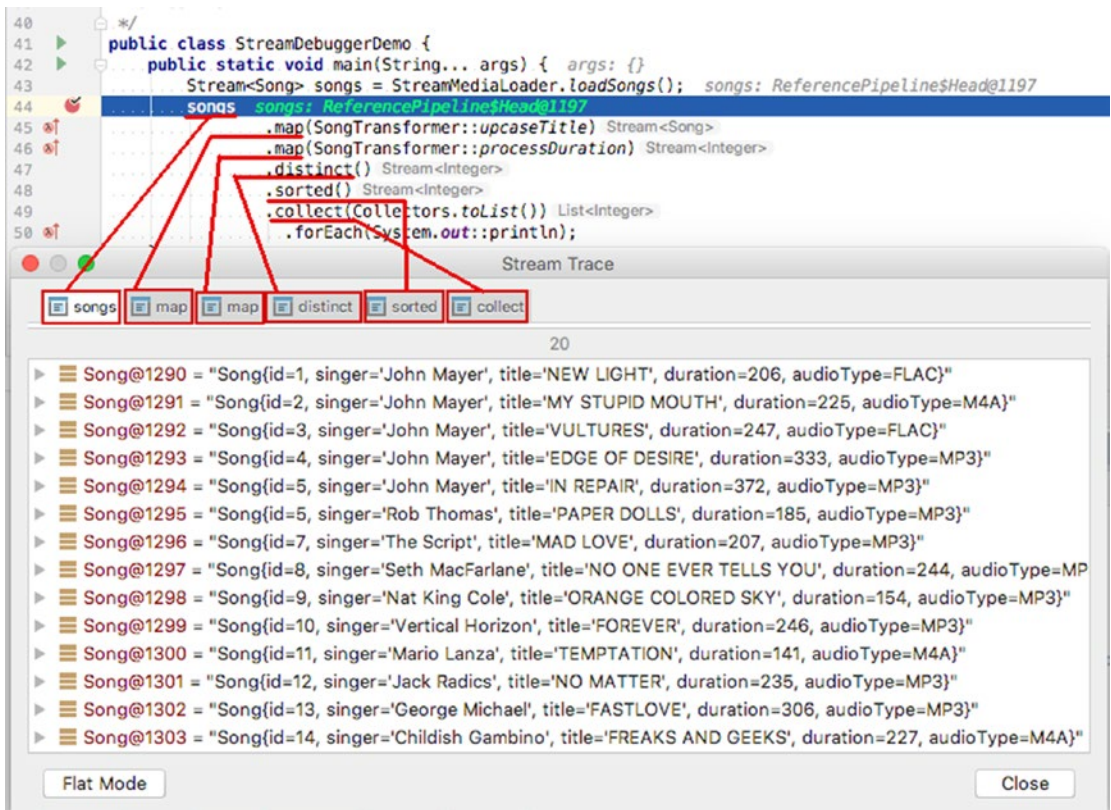 40 */
41 public class StreamDebuggerDemo {
42 public static void main(String... args) { args: {}
43 Stream<Song> songs = StreamMediaLoader.loadSongs(); songs: ReferencePipeline$Head@1197
44 songs songs: ReferencePipeline$Head@1197
45 .map(SongTransformer::upcaseTitle) Stream<Song>
46 .map(SongTransformer::processDuration) Stream<Integer>
47 .distinct() Stream<Integer>
48 .sorted() Stream<Integer>
49 .collect(Collectors.toList()) List<Integer>
50 .forEach(System.out::println);
Stream Trace
songs map map distinct sorted collect
20
Song@1290 = "Song{id=1, singer='John Mayer', title='NEW LIGHT', duration=206, audioType=FLAC}"
Song@1291 = "Song{id=2, singer='John Mayer', title='MY STUPID MOUTH', duration=225, audioType=M4A}"
Song@1292 = "Song{id=3, singer='John Mayer', title='VULTURES', duration=247, audioType=FLAC}"
Song@1293 = "Song{id=4, singer='John Mayer', title='EDGE OF DESIRE', duration=333, audioType=MP3}"
Song@1294 = "Song{id=5, singer='John Mayer', title='IN REPAIR', duration=372, audioType=MP3}"
Song@1295 = "Song{id=5, singer='Rob Thomas', title='PAPER DOLLS', duration=185, audioType=MP3}"
Song@1296 = "Song{id=7, singer='The Script', title='MAD LOVE', duration=207, audioType=MP3}"
Song@1297 = "Song{id=8, singer='Seth MacFarlane', title='NO ONE EVER TELLS YOU', duration=244, audioType=MP
Song@1298 = "Song{id=9, singer='Nat King Cole', title='ORANGE COLORED SKY', duration=154, audioType=MP3}"
Song@1299 = "Song{id=10, singer='Vertical Horizon', title='FOREVER', duration=246, audioType=MP3}"
Song@1300 = "Song{id=11, singer='Mario Lanza', title='TEMPTATION', duration=141, audioType=M4A}"
Song@1301 = "Song{id=12, singer='Jack Radics', title='NO MATTER', duration=235, audioType=MP3}"
Song@1302 = "Song{id=13, singer='George Michael', title='FASTLOVE', duration=306, audioType=MP3}"
Song@1303 = "Song{id=14, singer='Childish Gambino', title='FREAKS AND GEEKS', duration=227, audioType=M4A}"
Flat Mode Close